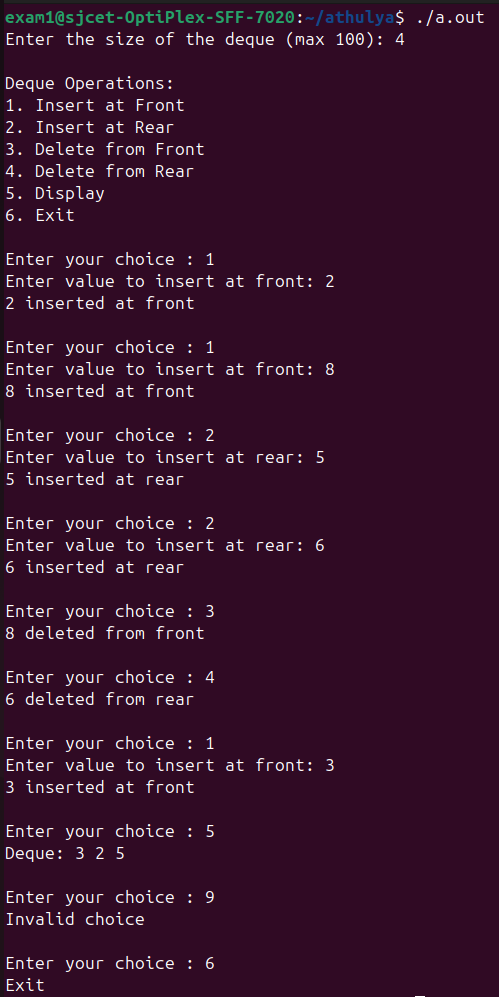 exam1@sjcet-OptiPlex-SFF-7020:~/athulya$ ./a.out
Enter the size of the deque (max 100): 4

Deque Operations:
1. Insert at Front
2. Insert at Rear
3. Delete from Front
4. Delete from Rear
5. Display
6. Exit

Enter your choice : 1
Enter value to insert at front: 2
2 inserted at front

Enter your choice : 1
Enter value to insert at front: 8
8 inserted at front

Enter your choice : 2
Enter value to insert at rear: 5
5 inserted at rear

Enter your choice : 2
Enter value to insert at rear: 6
6 inserted at rear

Enter your choice : 3
8 deleted from front

Enter your choice : 4
6 deleted from rear

Enter your choice : 1
Enter value to insert at front: 3
3 inserted at front

Enter your choice : 5
Deque: 3 2 5

Enter your choice : 9
Invalid choice

Enter your choice : 6
Exit